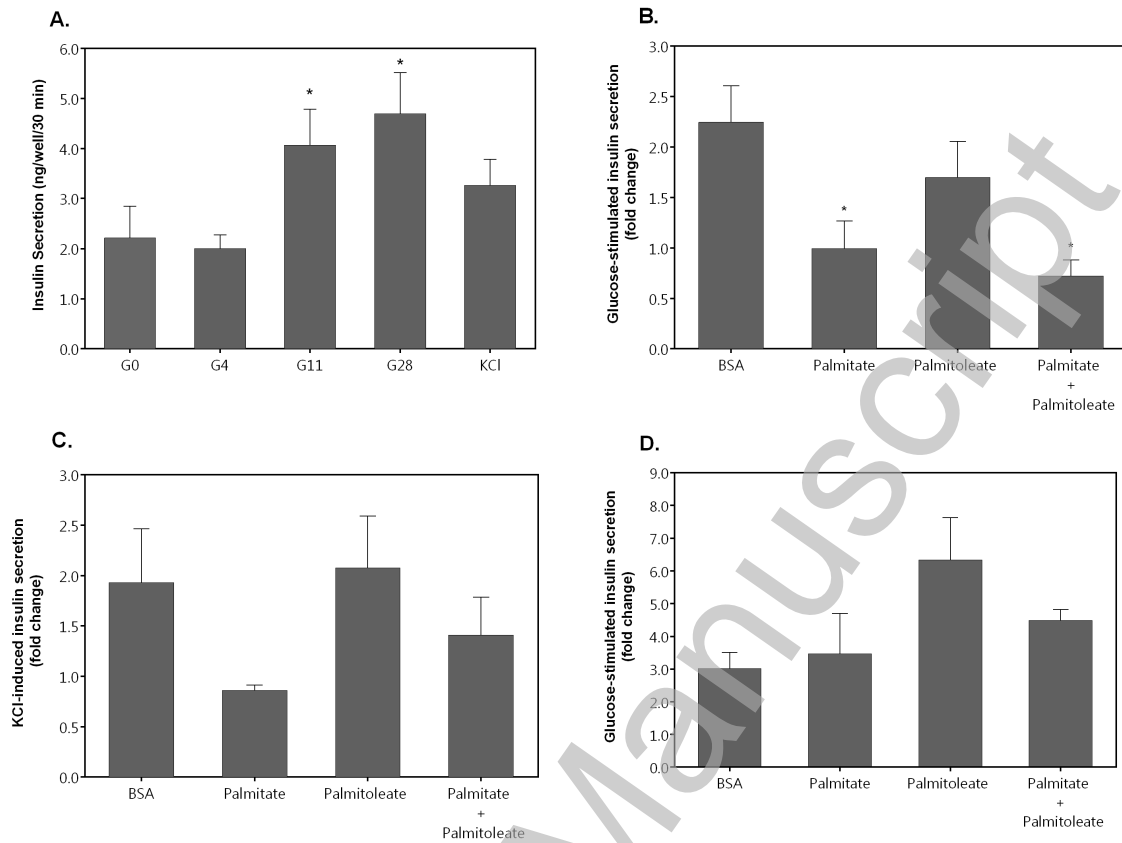 A.
Insulin Secretion (ng/well/30 min)
6.0
5.0
4.0
3.0
2.0
1.0
0.0
*
*
G0 G4 G11 G28 KCl
B.
Glucose-stimulated insulin secretion
(fold change)
3.0
2.5
2.0
1.5
1.0
0.5
0.0
*
*
BSA Palmitate Palmitoleate Palmitate
+
Palmitoleate
C.
KCl-induced insulin secretion
(fold change)
3.0
2.5
2.0
1.5
1.0
0.5
0.0
BSA Palmitate Palmitoleate Palmitate
+
Palmitoleate
D.
Glucose-stimulated insulin secretion
(fold change)
9.0
8.0
7.0
6.0
5.0
4.0
3.0
2.0
1.0
0.0
BSA Palmitate Palmitoleate Palmitate
+
Palmitoleate
Manuscript